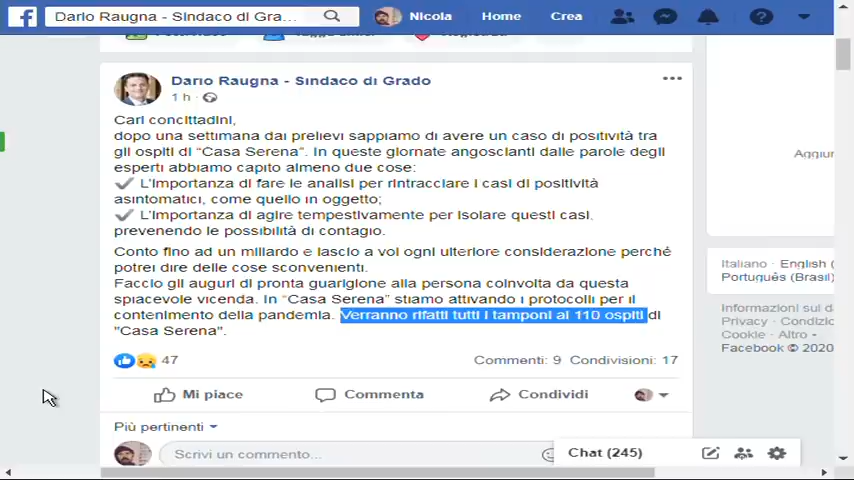 Dario Raugna - Sindaco di Gra...
Nicola
Home
Crea
Dario Raugna - Sindaco di Grado
1 h
Cari concittadini,
dopo una settimana dai prelievi sappiamo di avere un caso di positività tra
gli ospiti di "Casa Serena". In queste giornate angoscianti dalle parole degli
esperti abbiamo capito almeno due cose:
✔ L'importanza di fare le analisi per rintracciare i casi di positività
asintomatici, come quello in oggetto;
✔ L'importanza di agire tempestivamente per isolare questi casi,
prevenendo le possibilità di contagio.
Conto fino ad un miliardo e lascio a voi ogni ulteriore considerazione perché
potrei dire delle cose sconvenienti.
Faccio gli auguri di pronta guarigione alla persona coinvolta da questa
spiacevole vicenda. In "Casa Serena" stiamo attivando i protocolli per il
contenimento della pandemia. Verranno rifatti tutti i tamponi ai 110 ospiti di
"Casa Serena".
47
Commenti: 9 Condivisioni: 17
Mi piace
Commenta
Condividi
Più pertinenti
Scrivi un commento...
Chat (245)
Aggiur
Italiano · English (
Português (Brasil)
Informazioni sui da
Privacy · Condizic
Cookie · Altro
Facebook © 2020